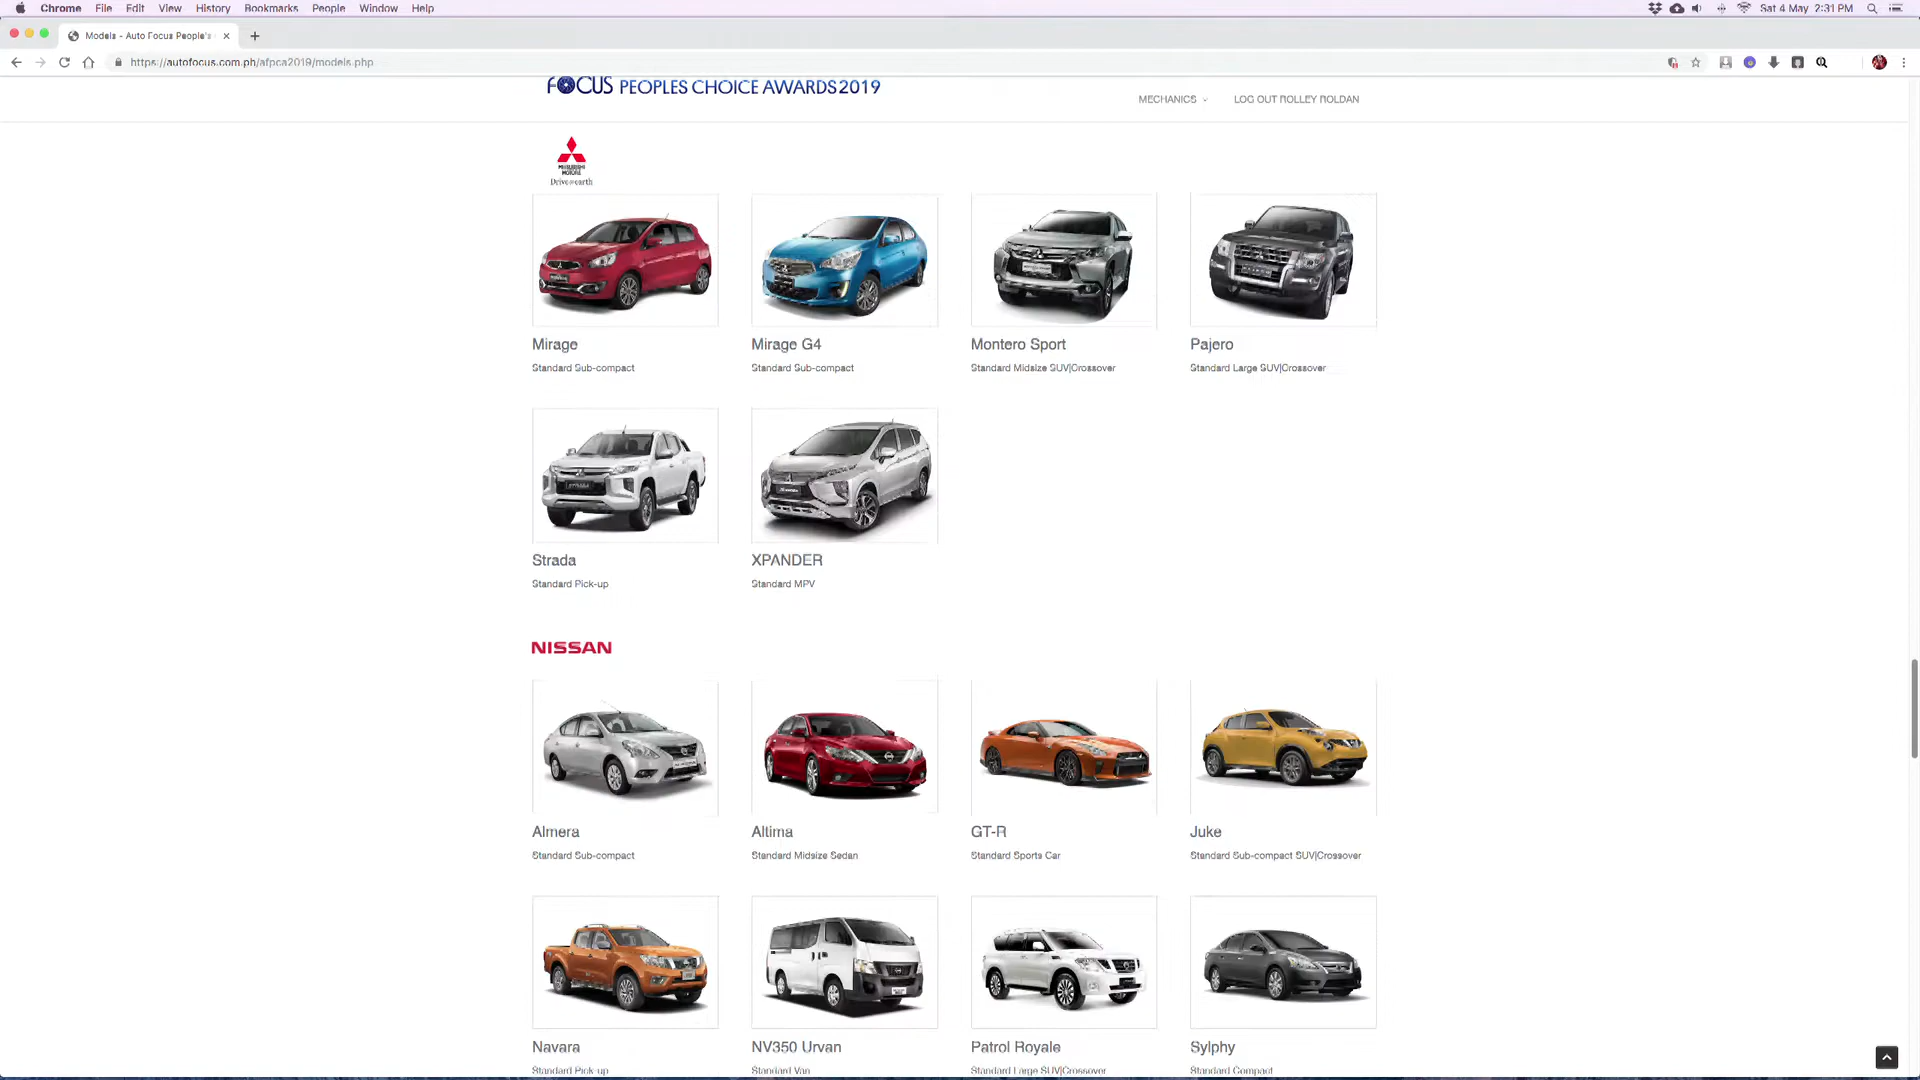 Chrome File Edit View History Bookmarks People Window Help
Sat 4 May 2:31 PM
Models - Auto Focus People's
https://autofocus.com.ph/afpca2019/models.php
FOCUS PEOPLES CHOICE AWARDS 2019
MECHANICS
LOG OUT ROLLEY ROLDAN
MITSUBISHI
MOTORS
Drive@earth
Mirage
Standard Sub-compact
Mirage G4
Standard Sub-compact
Montero Sport
Standard Midsize SUV|Crossover
Pajero
Standard Large SUV|Crossover
Strada
Standard Pick-up
XPANDER
Standard MPV
NISSAN
Almera
Standard Sub-compact
Altima
Standard Midsize Sedan
GT-R
Standard Sports Car
Juke
Standard Sub-compact SUV|Crossover
Navara
Standard Pick-up
NV350 Urvan
Standard Van
Patrol Royale
Standard Large SUV|Crossover
Sylphy
Standard Compact